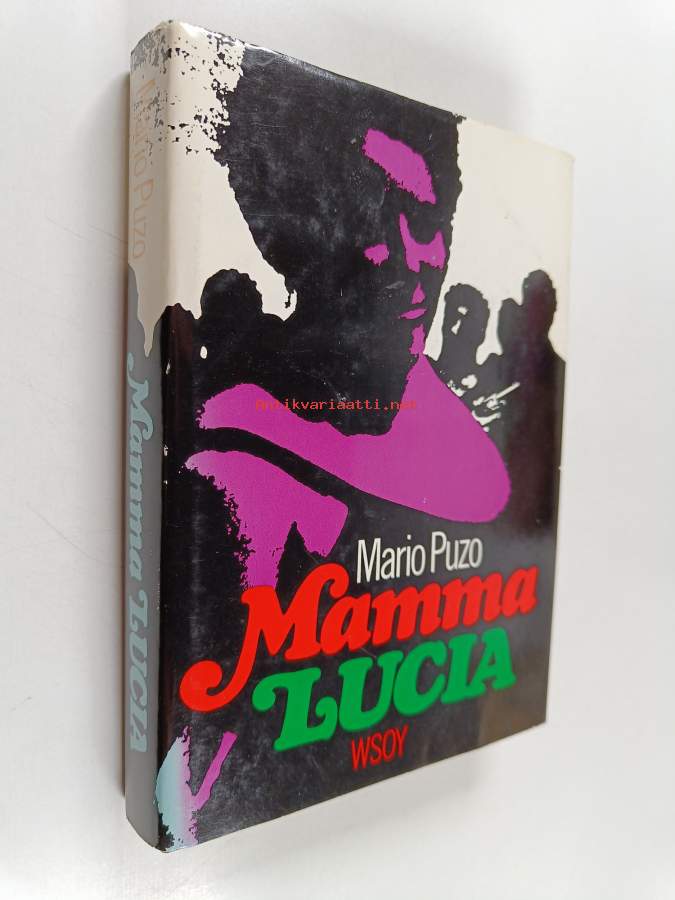 Mario Puzo
Mamma LUCIA
Antikvariaatti.net
Mario Puzo
Mamma
LUCIA
WSOY